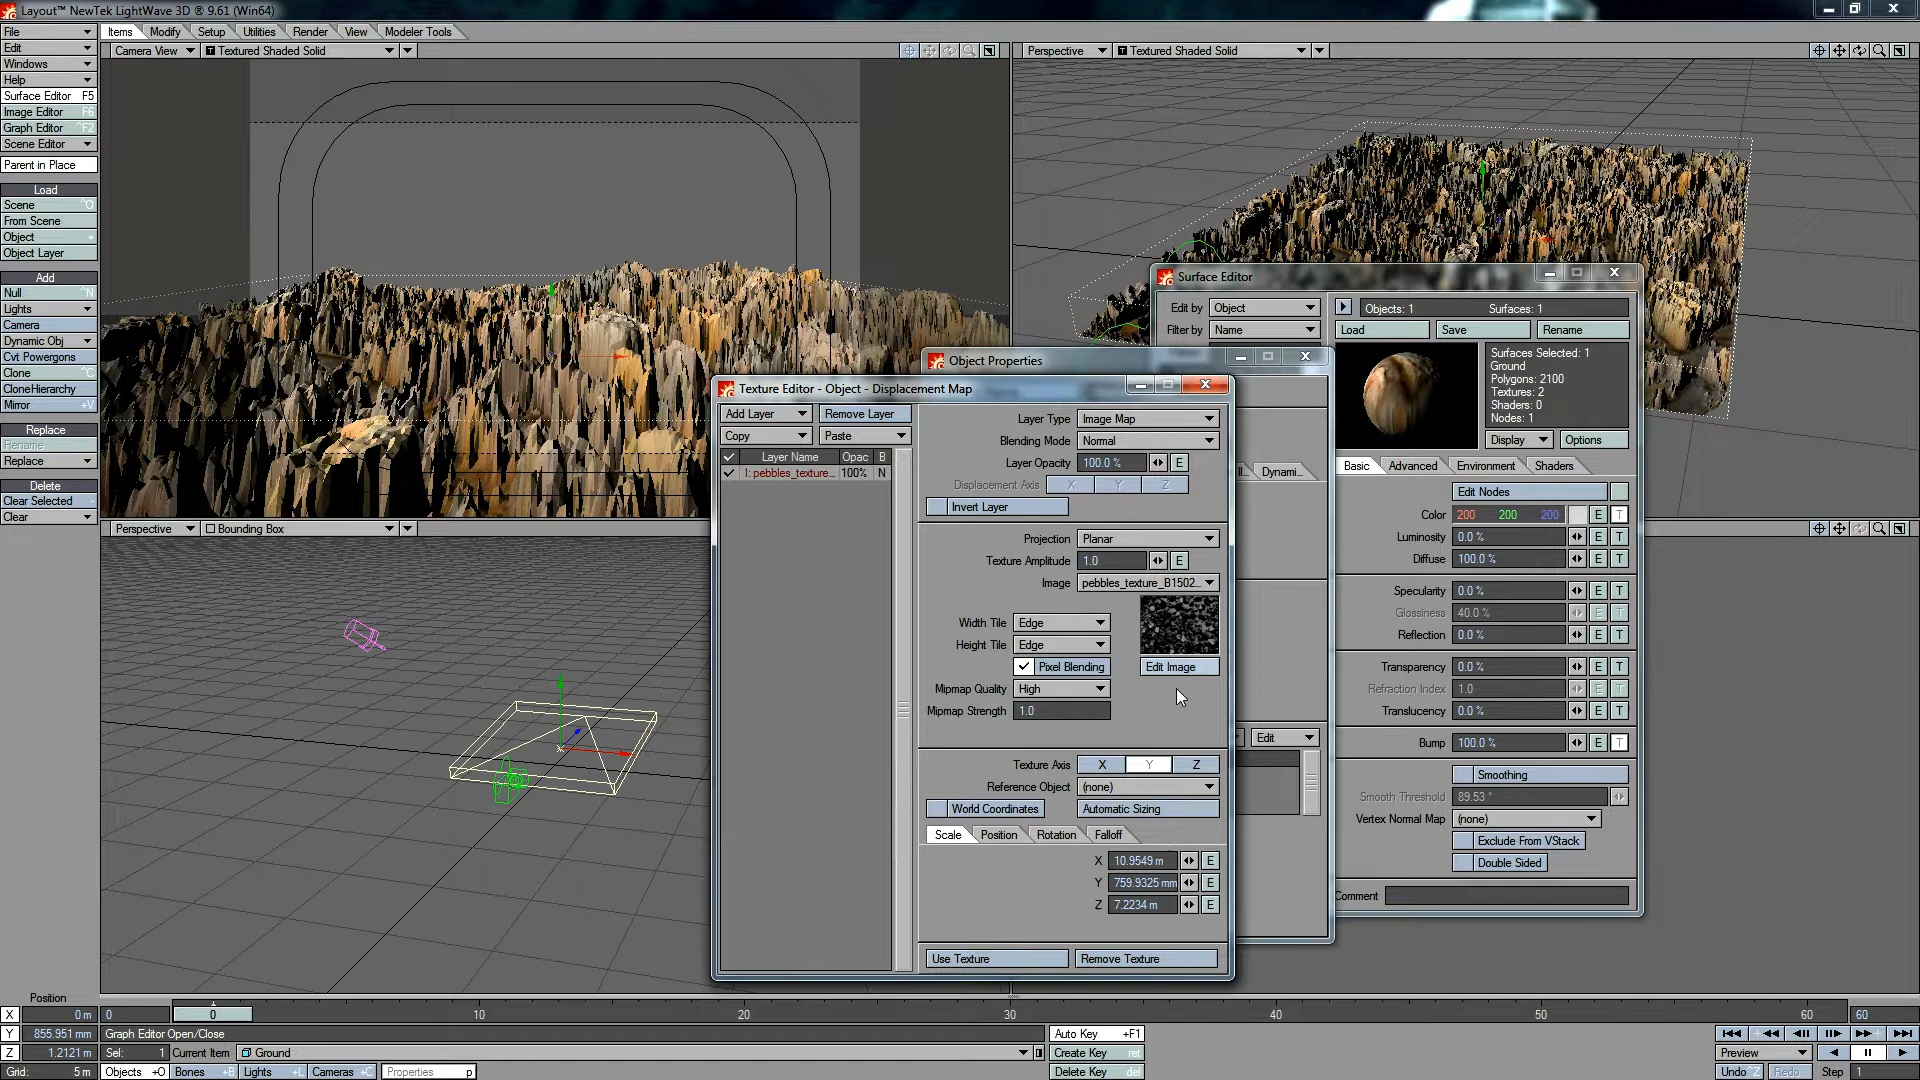 Layout™ NewTek LightWave 3D ® 9.61 (Win64)
File
Items Modify Setup Utilities Render View Modeler Tools
Edit
Camera View Textured Shaded Solid
Perspective Textured Shaded Solid
Windows
Help
Surface Editor F5
Image Editor F6
Graph Editor ^F2
Scene Editor
Parent in Place
Load
Scene ^O
From Scene
Object +
Object Layer
Add
Null ^N
Lights
Camera
Dynamic Obj
Cvt Powergons
Clone ^C
CloneHierarchy
Mirror +V
Replace
Rename
Replace
Delete
Clear Selected -
Clear
Perspective Bounding Box
Surface Editor
Edit by Object
Filter by Name
Objects: 1 Surfaces: 1
Load Save Rename
Surfaces Selected: 1
Ground
Polygons: 2100
Textures: 2
Shaders: 0
Nodes: 1
Display Options
Basic Advanced Environment Shaders
Edit Nodes
Color 200 200 200 E T
Luminosity 0.0 % E T
Diffuse 100.0 % E T
Specularity 0.0 % E T
Glossiness 40.0 % E T
Reflection 0.0 % E T
Transparency 0.0 % E T
Refraction Index 1.0 E T
Translucency 0.0 % E T
Bump 100.0 % E T
Smoothing
Smooth Threshold 89.53 °
Vertex Normal Map (none)
Exclude From VStack
Double Sided
Comment
Object Properties
Dynami...
Edit
Texture Editor - Object - Displacement Map
Add Layer Remove Layer
Copy Paste
Layer Name Opac B
I: pebbles_texture... 100% N
Layer Type Image Map
Blending Mode Normal
Layer Opacity 100.0 % E
Displacement Axis X Y Z
Invert Layer
Projection Planar
Texture Amplitude 1.0 E
Image pebbles_texture_B1502...
Width Tile Edge
Height Tile Edge
Pixel Blending Edit Image
Mipmap Quality High
Mipmap Strength 1.0
Texture Axis X Y Z
Reference Object (none)
World Coordinates Automatic Sizing
Scale Position Rotation Falloff
X 10.9549 m E
Y 759.9325 mm E
Z 7.2234 m E
Use Texture Remove Texture
Position
X 0 m 0 0 10 20 30 40 50 60 60
Y 855.951 mm Graph Editor Open/Close Auto Key +F1
Z 1.2121 m Sel: 1 Current Item Ground Create Key ret Preview
Grid: 5 m Objects +O Bones +B Lights +L Cameras +C Properties p Delete Key del Undo ^Z Redo Step 1